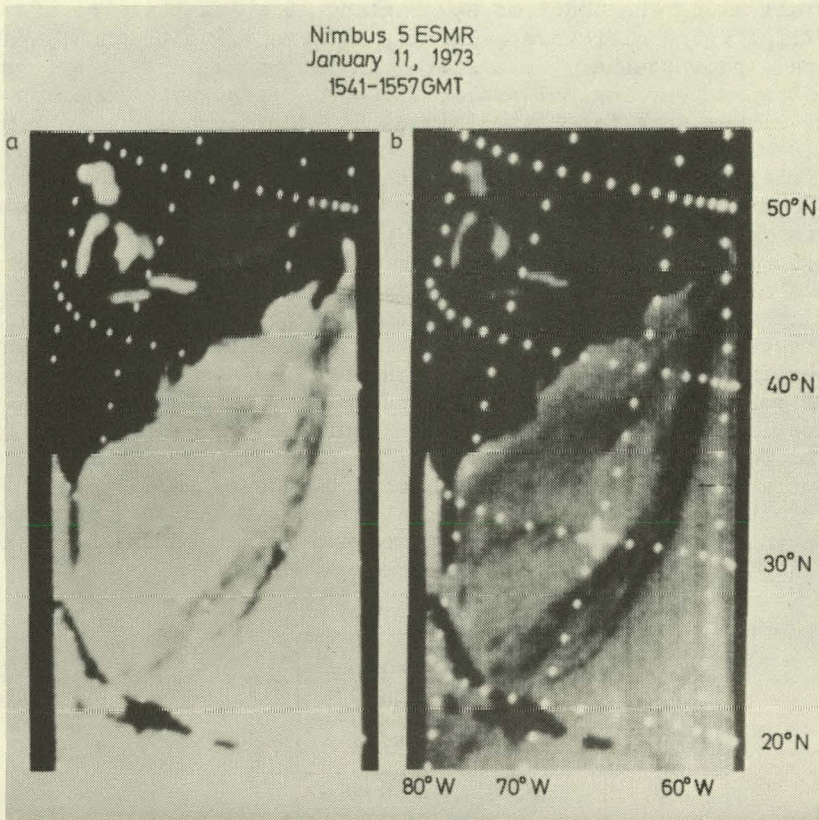 Nimbus 5 ESMR
January 11, 1973
1541-1557 GMT
a
b
50°N
40°N
30°N
20°N
80°W 70°W 60°W